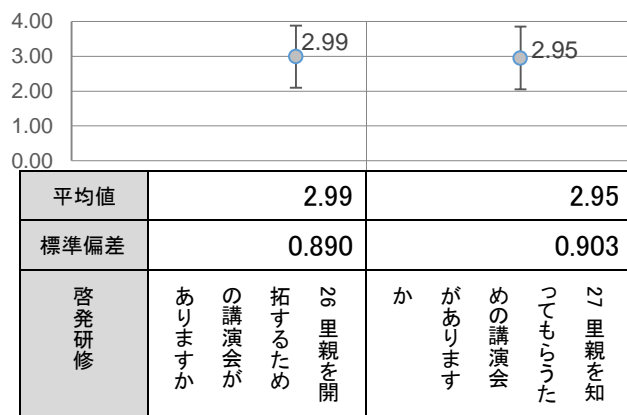 4.00
3.00
2.00
1.00
0.00
2.99
2.95
平均値
2.99
2.95
標準偏差
0.890
0.903
啓発研修
26 里親を開
拓するため
の講演会が
ありますか
27 里親を知
ってもらうた
めの講演会
があります
か